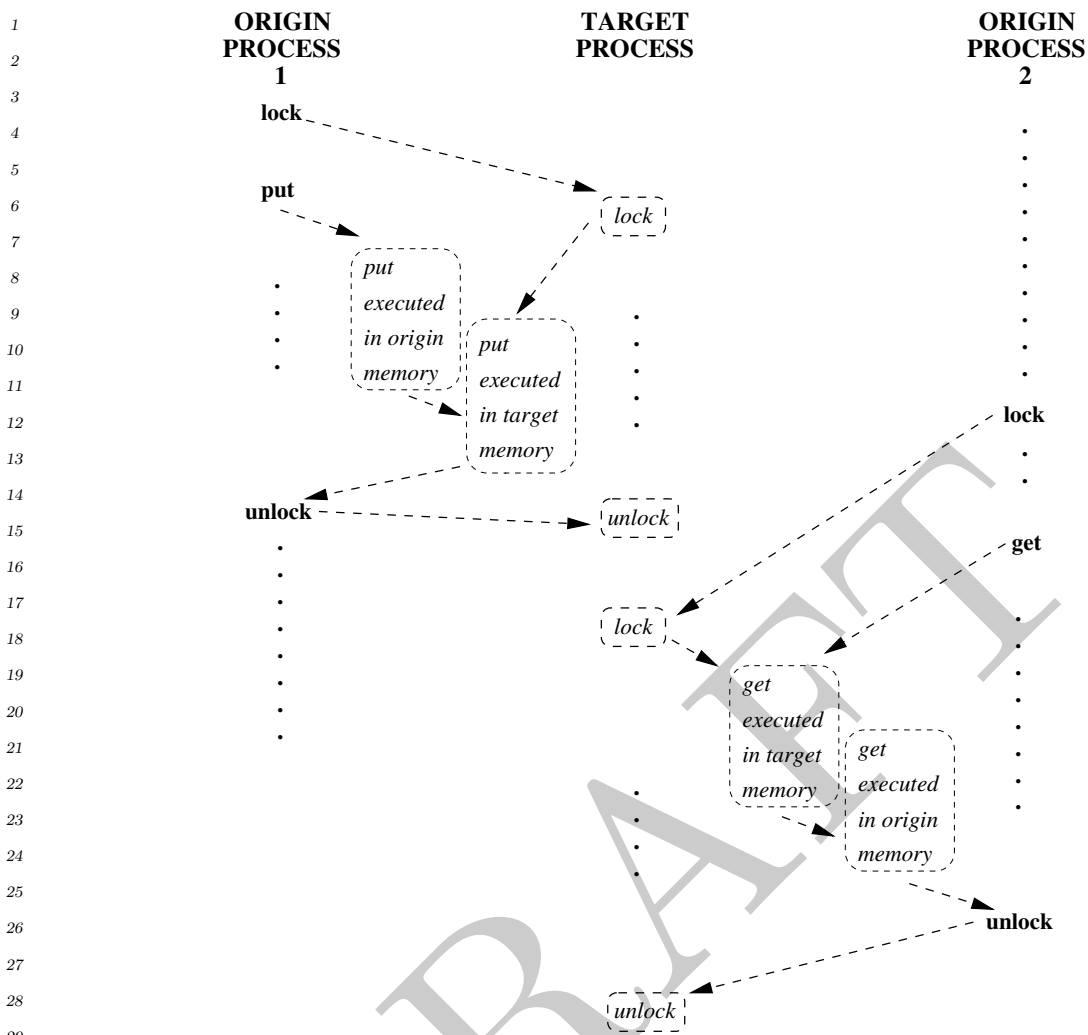 1
ORIGIN TARGET ORIGIN
PROCESS PROCESS PROCESS
2
1 2
3
lock
4
5
put
6
lock
7
put
8
executed
9
in origin
put
10
memory
executed
11
in target
lock
12
memory
13
14
unlock
unlock
15
get
16
17
lock
18
19
get
20
executed
in target
get
21
memory
executed
22
in origin
23
memory
24
25
unlock
26
27
28
unlock
29
DRAFT